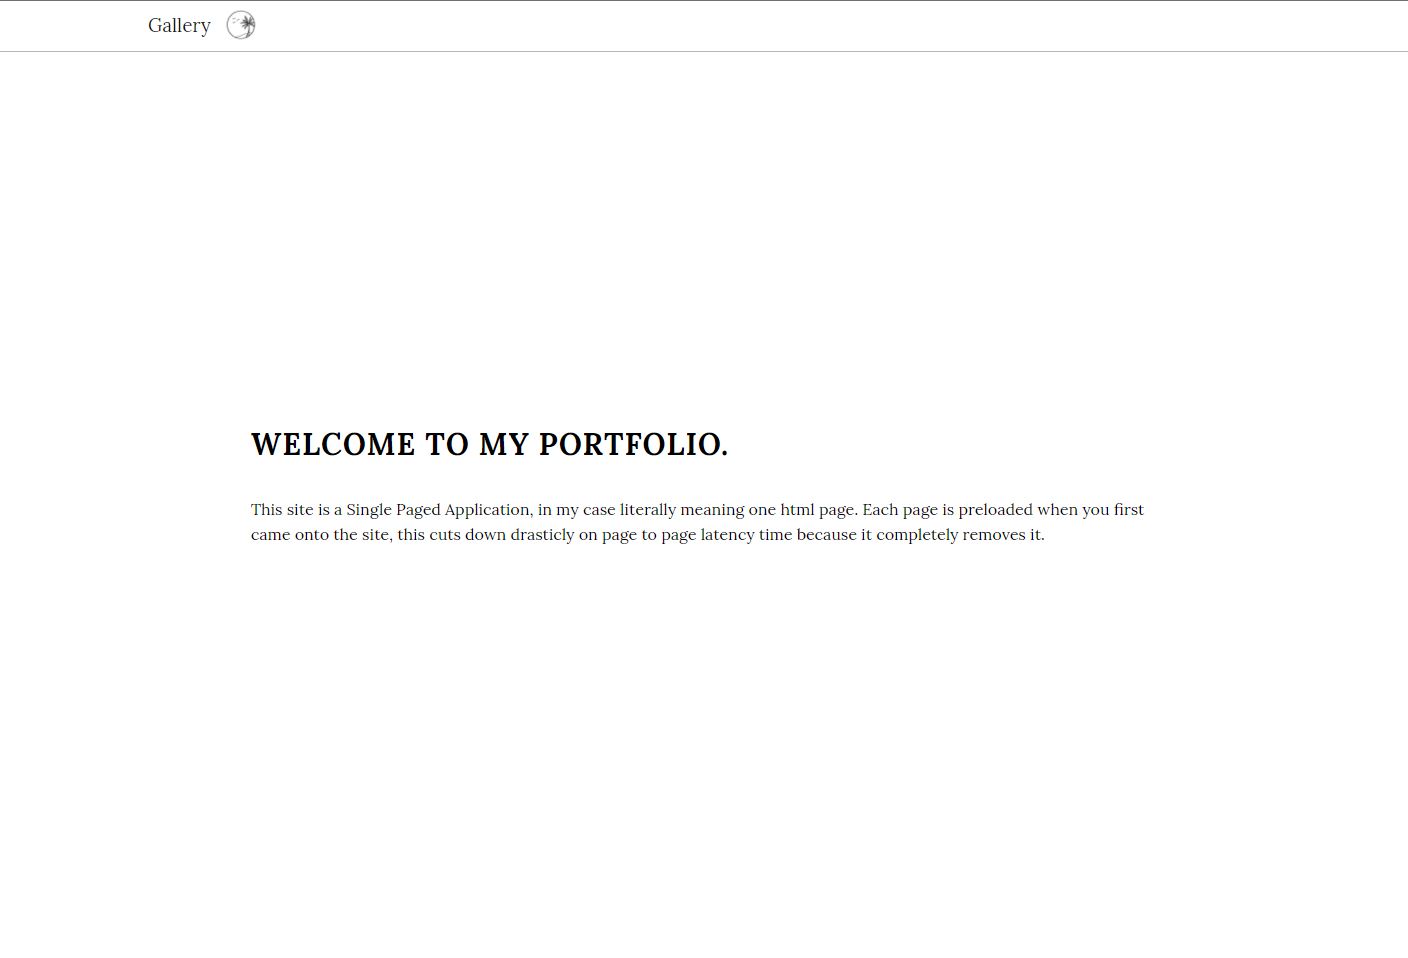 Gallery
WELCOME TO MY PORTFOLIO.
This site is a Single Paged Application, in my case literally meaning one html page. Each page is preloaded when you first
came onto the site, this cuts down drasticly on page to page latency time because it completely removes it.